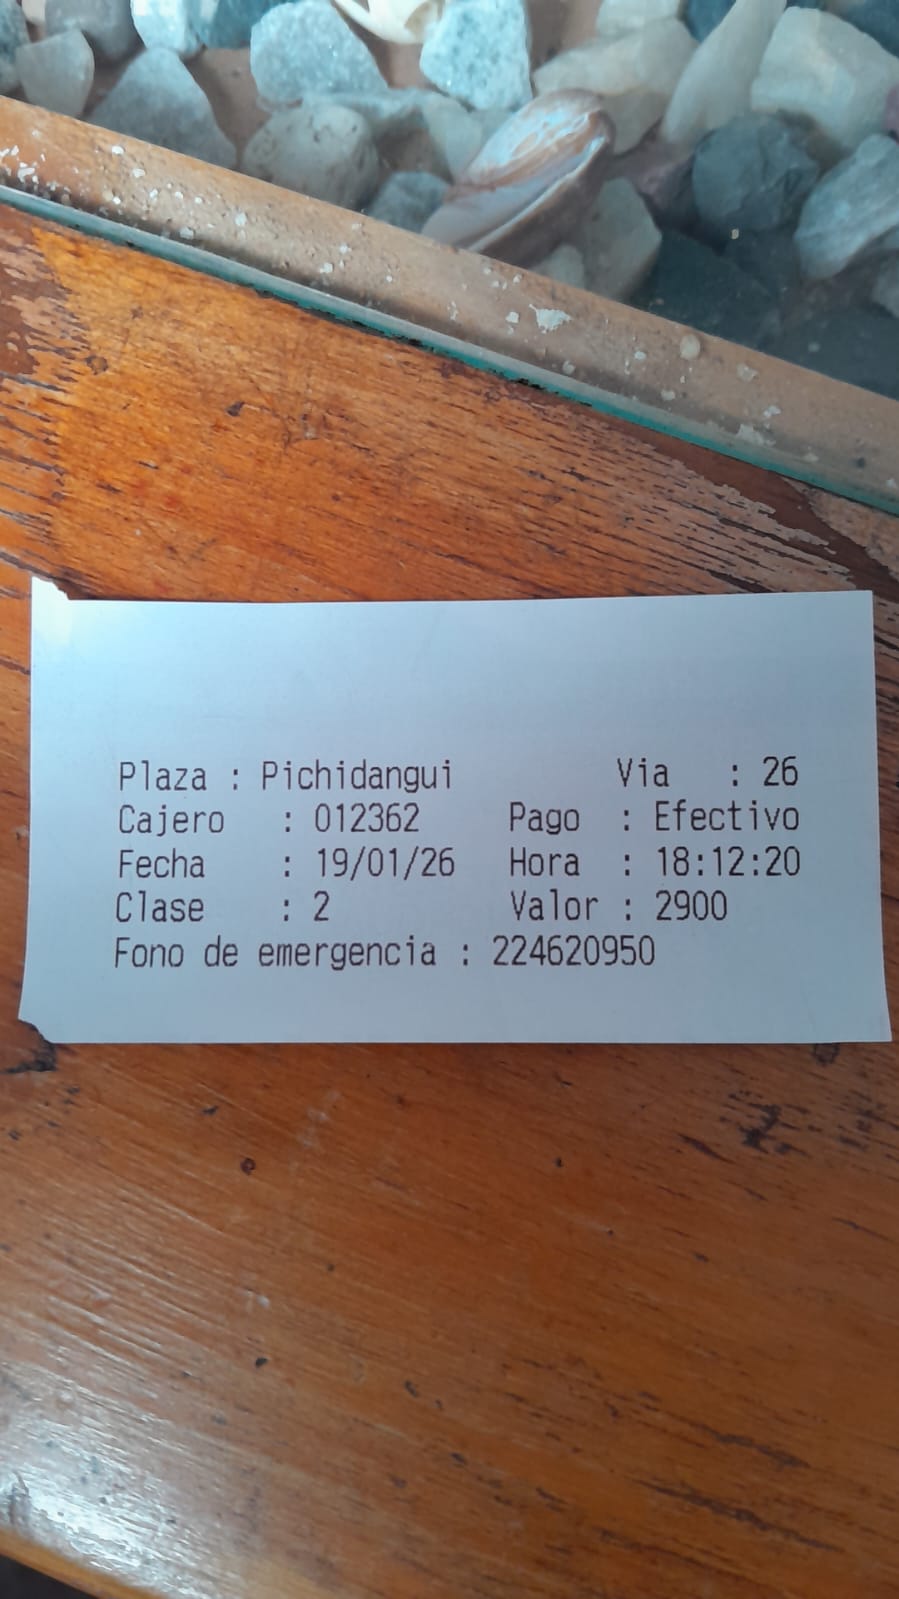 Plaza : Pichidangui Via : 26
Cajero : 012362 Pago : Efectivo
Fecha : 19/01/26 Hora : 18:12:20
Clase : 2 Valor : 2900
Fono de emergencia : 224620950